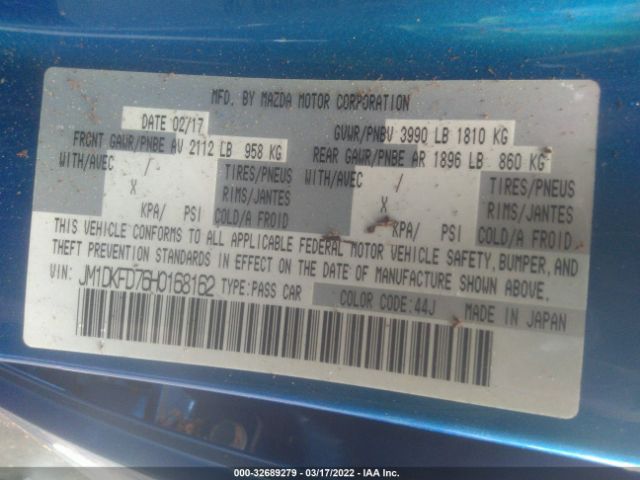 MFD. BY MAZDA MOTOR CORPORATION
DATE 02/17 GVWR/PNBV 3990 LB 1810 KG
FRONT GAWR/PNBE AV 2112 LB 958 KG REAR GAWR/PNBE AR 1896 LB 860 KG
WITH/AVEC / TIRES/PNEUS WITH/AVEC / TIRES/PNEUS
X RIMS/JANTES X RIMS/JANTES
KPA/ PSI COLD/A FROID KPA/ PSI COLD/A FROID
THIS VEHICLE CONFORMS TO ALL APPLICABLE FEDERAL MOTOR VEHICLE SAFETY, BUMPER, AND
THEFT PREVENTION STANDARDS IN EFFECT ON THE DATE OF MANUFACTURE SHOWN ABOVE.
VIN: JM1DKFD76H0168162 TYPE:PASS CAR COLOR CODE:44J MADE IN JAPAN
000-32689279 - 03/17/2022 - IAA Inc.